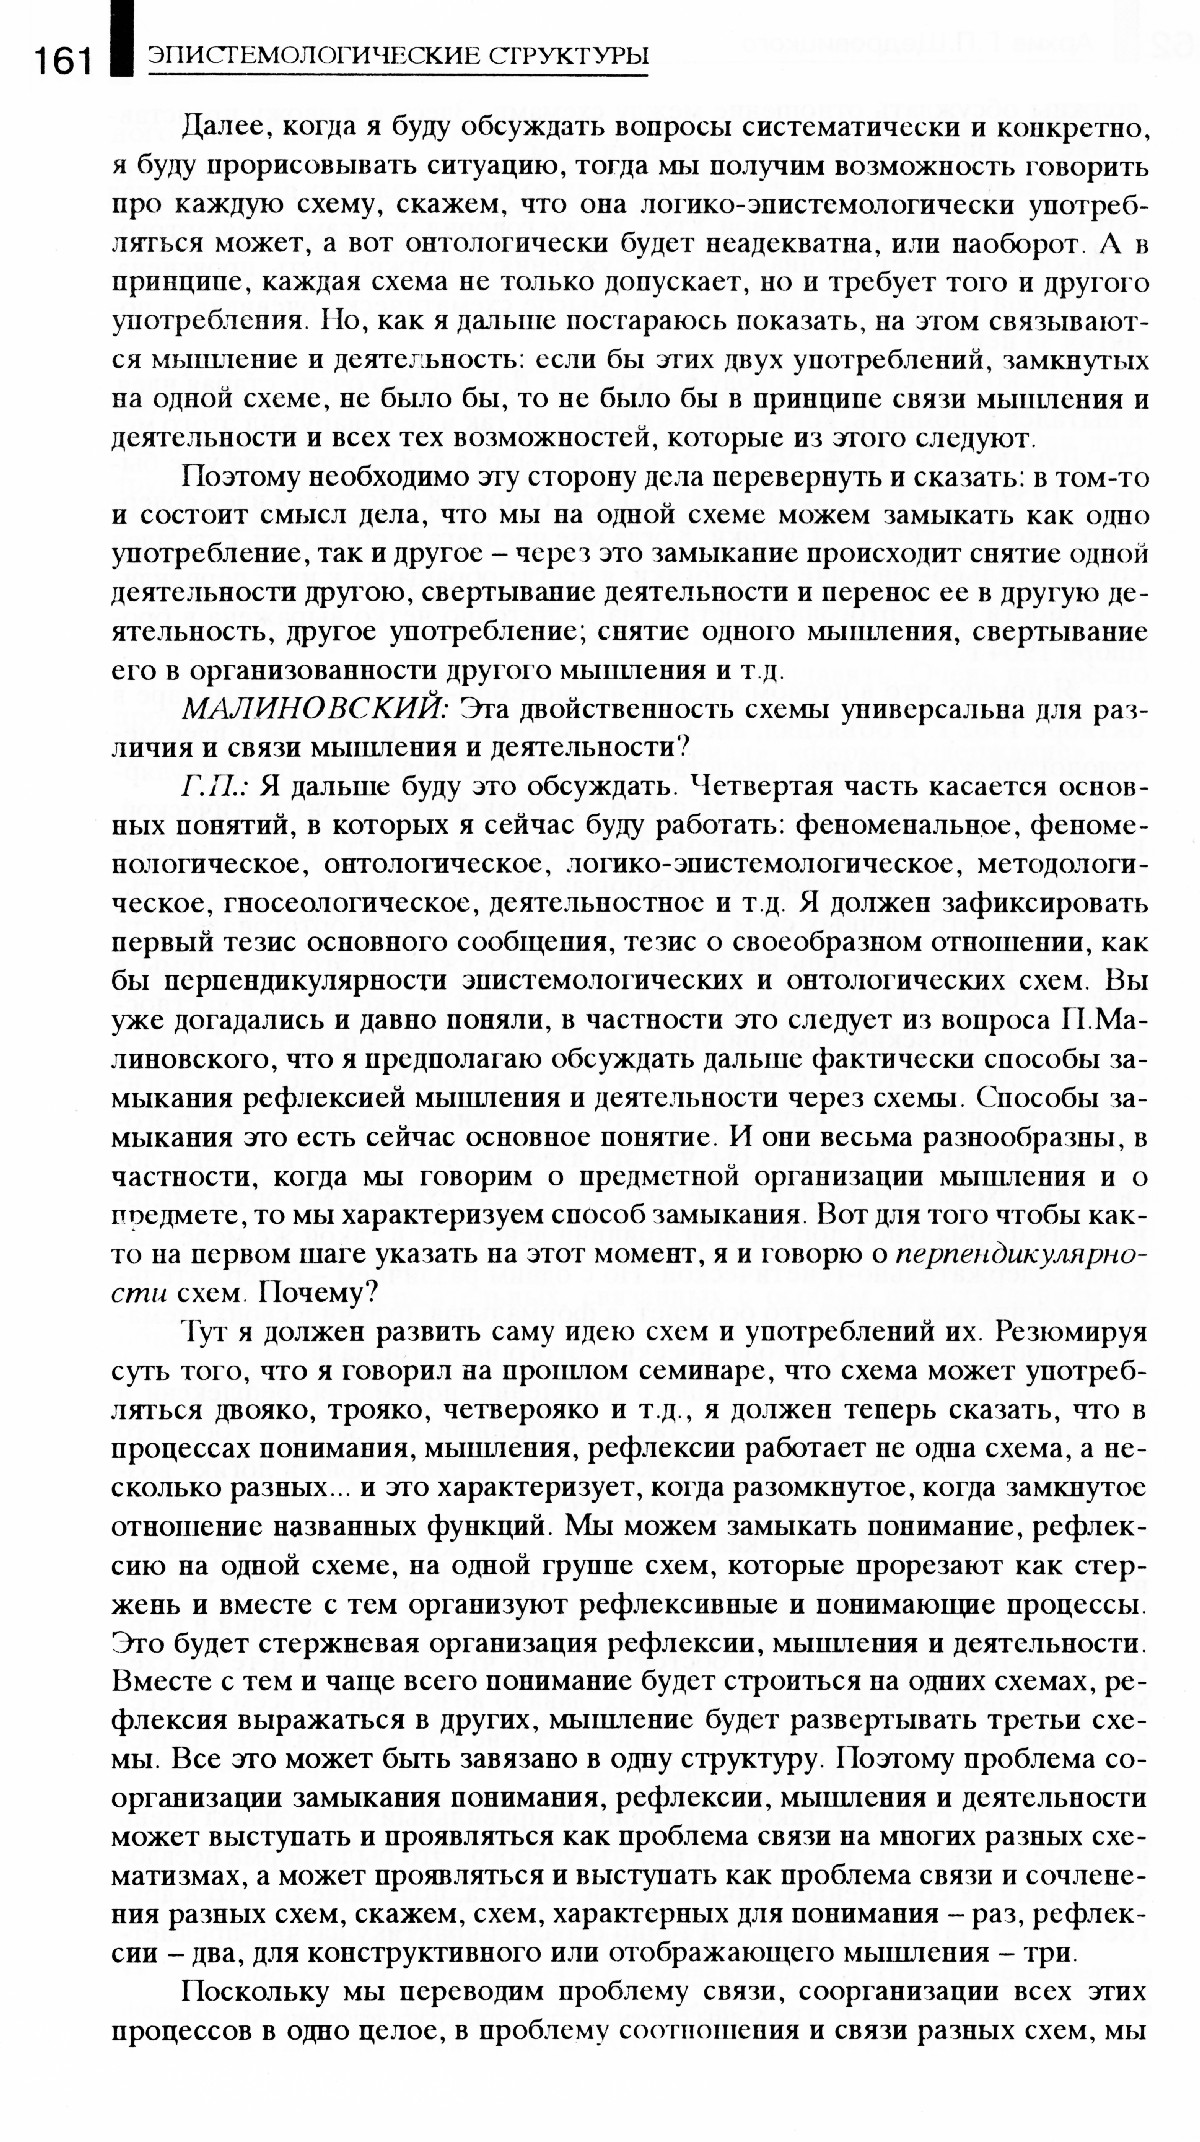 161 ЭПИСТЕМОЛОГИЧЕСКИЕ СТРУКТУРЫ
Далее, когда я буду обсуждать вопросы систематически и конкретно,
я буду прорисовывать ситуацию, тогда мы получим возможность говорить
про каждую схему, скажем, что она логико-эпистемологически употреб-
ляться может, а вот онтологически будет неадекватна, или наоборот. А в
принципе, каждая схема не только допускает, но и требует того и другого
употребления. Но, как я дальше постараюсь показать, на этом связывают-
ся мышление и деятельность: если бы этих двух употреблений, замкнутых
на одной схеме, не было бы, то не было бы в принципе связи мышления и
деятельности и всех тех возможностей, которые из этого следуют.
Поэтому необходимо эту сторону дела перевернуть и сказать: в том-то
и состоит смысл дела, что мы на одной схеме можем замыкать как одно
употребление, так и другое – через это замыкание происходит снятие одной
деятельности другою, свертывание деятельности и перенос ее в другую де-
ятельность, другое употребление; снятие одного мышления, свертывание
его в организованности другого мышления и т.д.
МАЛИНОВСКИЙ: Эта двойственность схемы универсальна для раз-
личия и связи мышления и деятельности?
Г.П.: Я дальше буду это обсуждать. Четвертая часть касается основ-
ных понятий, в которых я сейчас буду работать: феноменальное, феноме-
нологическое, онтологическое, логико-эпистемологическое, методологи-
ческое, гносеологическое, деятельностное и т.д. Я должен зафиксировать
первый тезис основного сообщения, тезис о своеобразном отношении, как
бы перпендикулярности эпистемологических и онтологических схем. Вы
уже догадались и давно поняли, в частности это следует из вопроса П.Ма-
линовского, что я предполагаю обсуждать дальше фактически способы за-
мыкания рефлексией мышления и деятельности через схемы. Способы за-
мыкания это есть сейчас основное понятие. И они весьма разнообразны, в
частности, когда мы говорим о предметной организации мышления и о
предмете, то мы характеризуем способ замыкания. Вот для того чтобы как-
то на первом шаге указать на этот момент, я и говорю о перпендикулярно-
сти схем. Почему?
Тут я должен развить саму идею схем и употреблений их. Резюмируя
суть того, что я говорил на прошлом семинаре, что схема может употреб-
ляться двояко, трояко, четверояко и т.д., я должен теперь сказать, что в
процессах понимания, мышления, рефлексии работает не одна схема, а не-
сколько разных... и это характеризует, когда разомкнутое, когда замкнутое
отношение названных функций. Мы можем замыкать понимание, рефлек-
сию на одной схеме, на одной группе схем, которые прорезают как стер-
жень и вместе с тем организуют рефлексивные и понимающие процессы.
Это будет стержневая организация рефлексии, мышления и деятельности.
Вместе с тем и чаще всего понимание будет строиться на одних схемах, ре-
флексия выражаться в других, мышление будет развертывать третьи схе-
мы. Все это может быть завязано в одну структуру. Поэтому проблема со-
организации замыкания понимания, рефлексии, мышления и деятельности
может выступать и проявляться как проблема связи на многих разных схе-
матизмах, а может проявляться и выступать как проблема связи и сочлене-
ния разных схем, скажем, схем, характерных для понимания – раз, рефлек-
сии – два, для конструктивного или отображающего мышления – три.
Поскольку мы переводим проблему связи, соорганизации всех этих
процессов в одно целое, в проблему соотношения и связи разных схем, мы